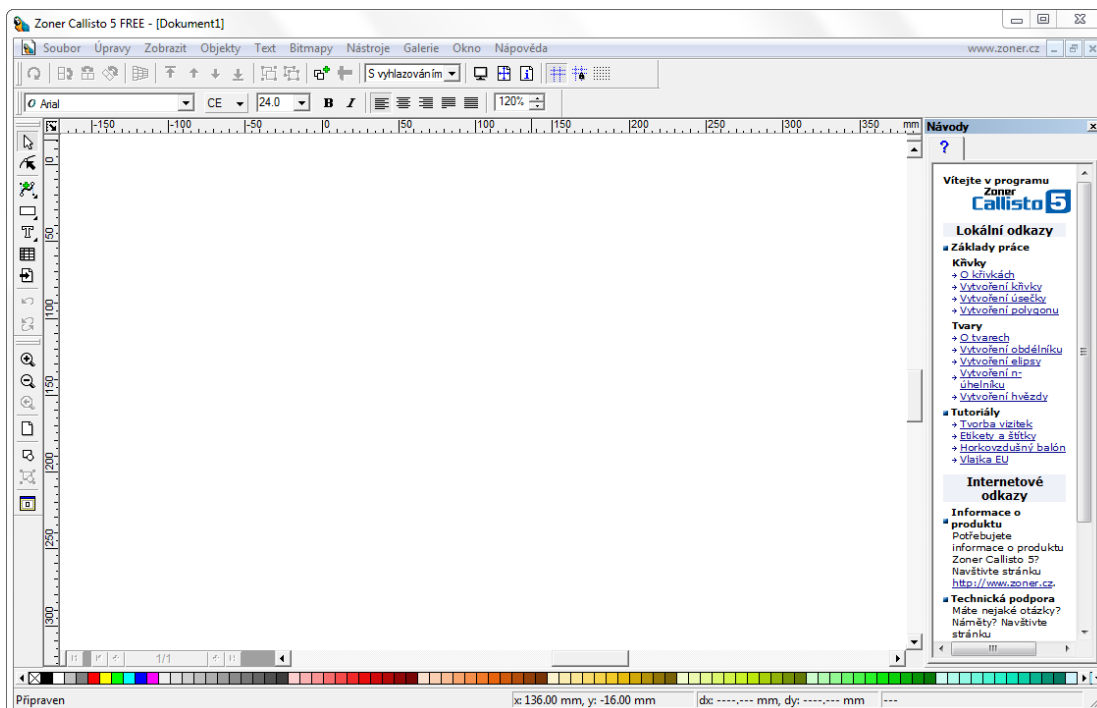 Zoner Callisto 5 FREE - [Dokument1]
Soubor Úpravy Zobrazit Objekty Text Bitmapy Nástroje Galerie Okno Nápověda www.zoner.cz
S vyhlazováním
O Arial CE 24.0 B I 120%
-150 -100 -50 0 50 100 150 200 250 300 350 mm
0
50
100
150
200
250
300
Návody
?
Vítejte v programu
Zoner
Callisto 5
Lokální odkazy
Základy práce
Křivky
O křivkách
Vytvoření křivky
Vytvoření úsečky
Vytvoření polygonu
Tvary
O tvarech
Vytvoření obdélníku
Vytvoření elipsy
Vytvoření n-
úhelníku
Vytvoření hvězdy
Tutoriály
Tvorba vizitek
Etikety a štítky
Horkovzdušný balón
Vlajka EU
Internetové
odkazy
Informace o
produktu
Potřebujete
informace o produktu
Zoner Callisto 5?
Navštivte stránku
http://www.zoner.cz.
Technická podpora
Máte nejaké otázky?
Náměty? Navštivte
stránku
1/1
Připraven x: 136.00 mm, y: -16.00 mm dx: ----.--- mm, dy: ----.--- mm ---